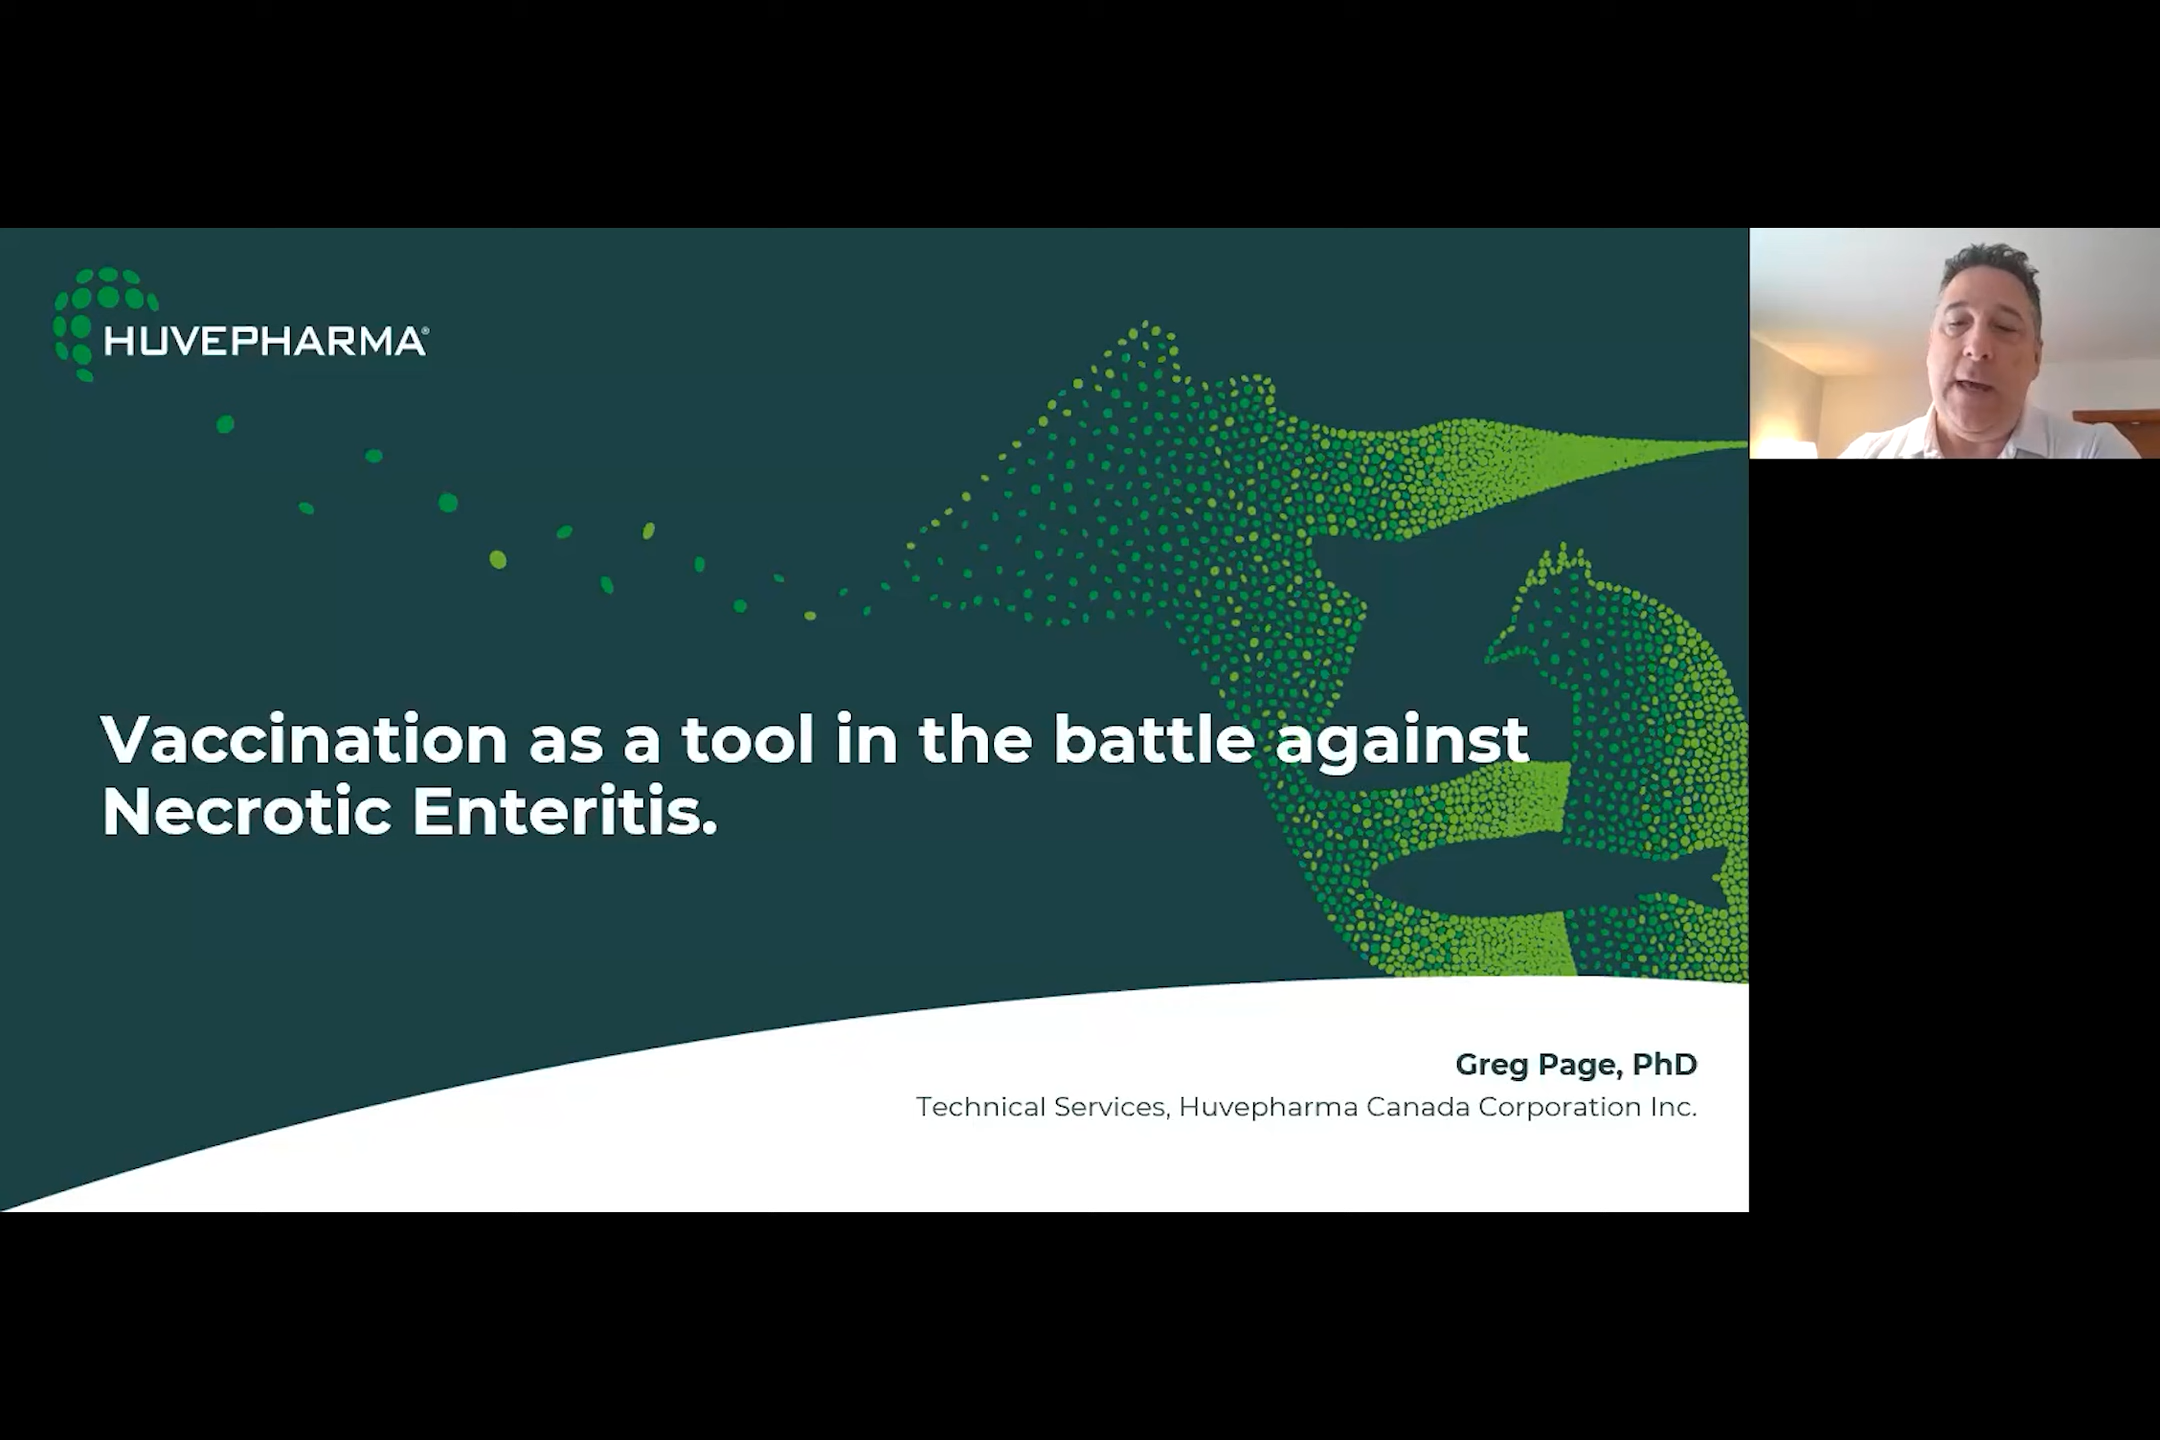 HUVEPHARMA®
Vaccination as a tool in the battle against
Necrotic Enteritis.
Greg Page, PhD
Technical Services, Huvepharma Canada Corporation Inc.